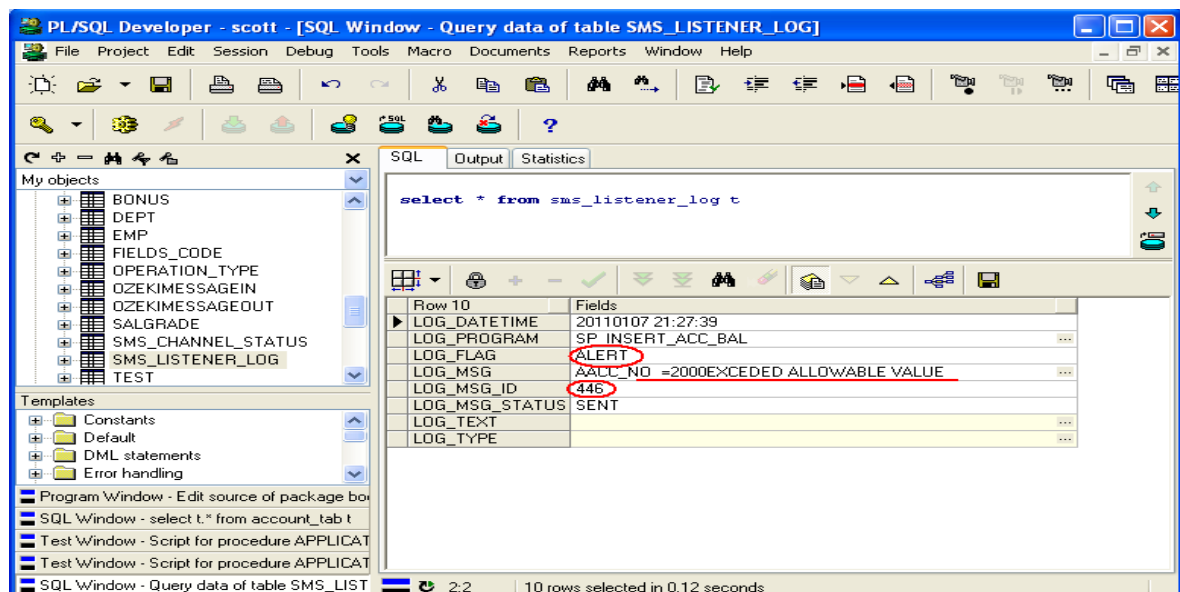 PL/SQL Developer - scott - [SQL Window - Query data of table SMS_LISTENER_LOG]
File Project Edit Session Debug Tools Macro Documents Reports Window Help
SQL Output Statistics
My objects
BONUS
DEPT
EMP
FIELDS_CODE
OPERATION_TYPE
OZEKIMESSAGEIN
OZEKIMESSAGEOUT
SALGRADE
SMS_CHANNEL_STATUS
SMS_LISTENER_LOG
TEST
select * from sms_listener_log t
Row 10 Fields
LOG_DATETIME 20110107 21:27:39
LOG_PROGRAM SP_INSERT_ACC_BAL
LOG_FLAG ALERT
LOG_MSG AACC_NO =2000EXCEDED ALLOWABLE VALUE
LOG_MSG_ID 446
LOG_MSG_STATUS SENT
LOG_TEXT
LOG_TYPE
Templates
Constants
Default
DML statements
Error handling
Program Window - Edit source of package bo
SQL Window - select t.* from account_tab t
Test Window - Script for procedure APPLICAT
Test Window - Script for procedure APPLICAT
SQL Window - Query data of table SMS_LIST
2:2 10 rows selected in 0.12 seconds